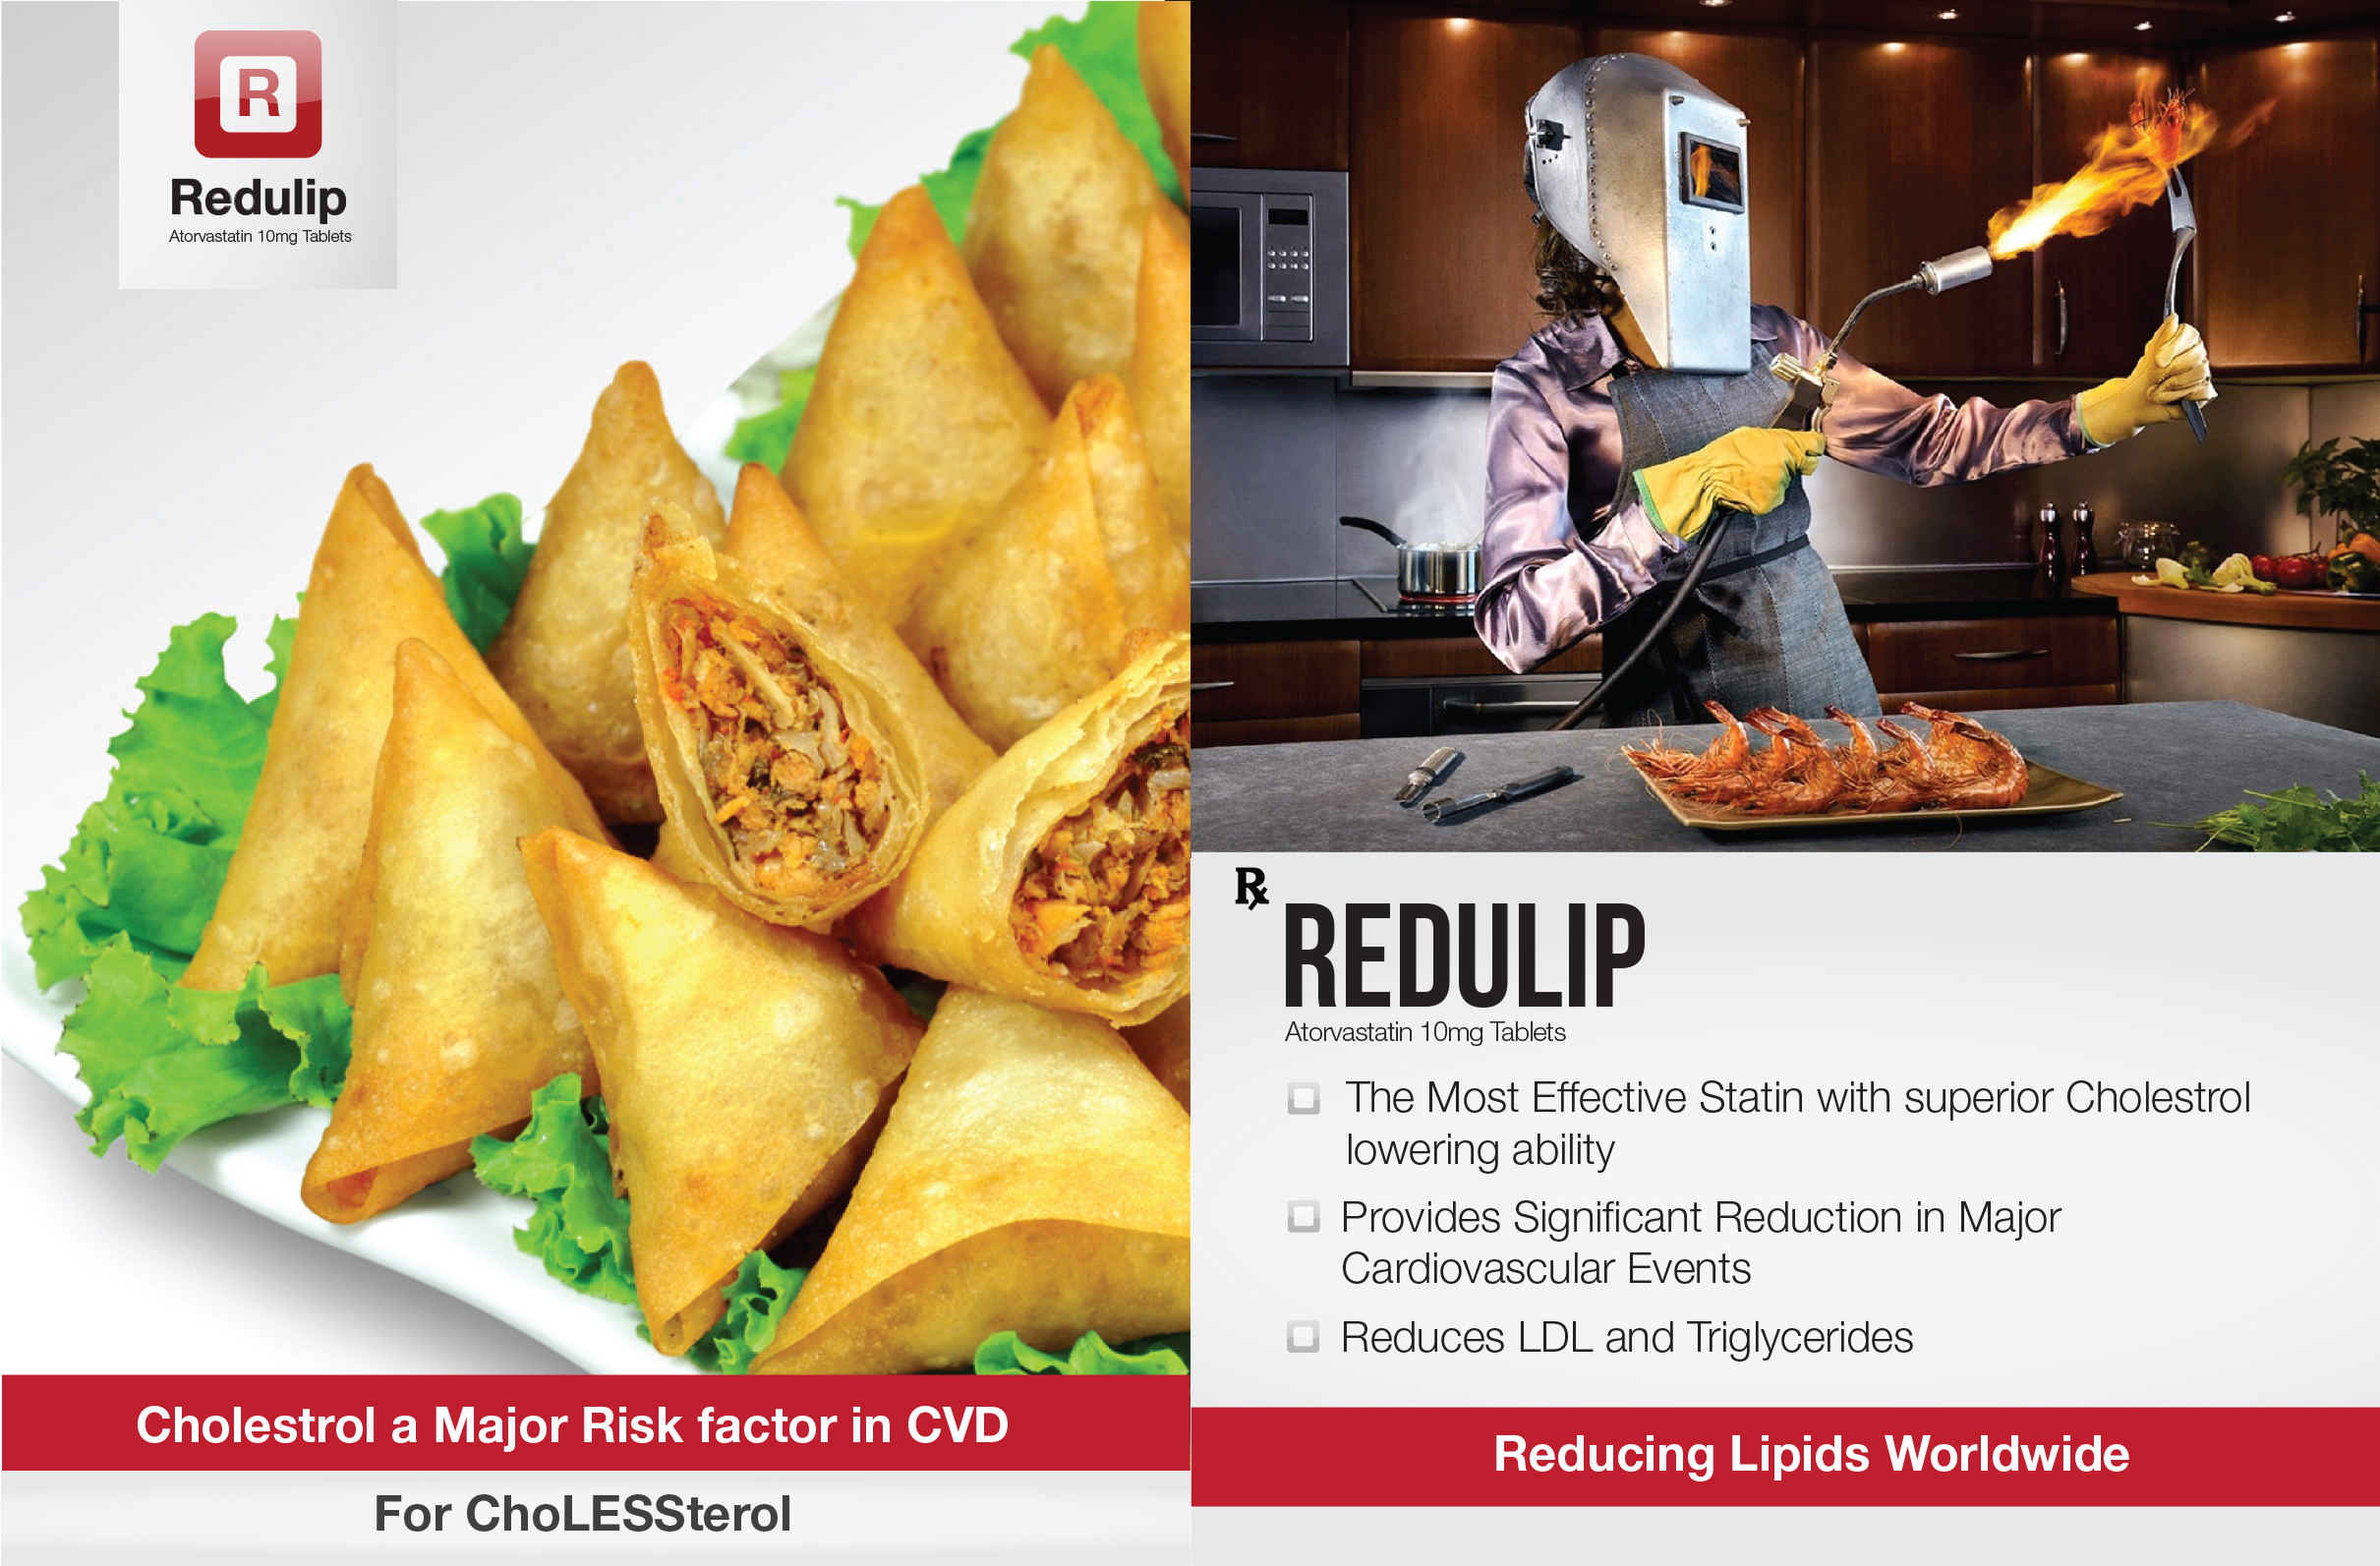 R
Redulip
Atorvastatin 10mg Tablets
Cholestrol a Major Risk factor in CVD
For ChoLESSterol
℞
REDULIP
Atorvastatin 10mg Tablets
The Most Effective Statin with superior Cholestrol
lowering ability
Provides Significant Reduction in Major
Cardiovascular Events
Reduces LDL and Triglycerides
Reducing Lipids Worldwide